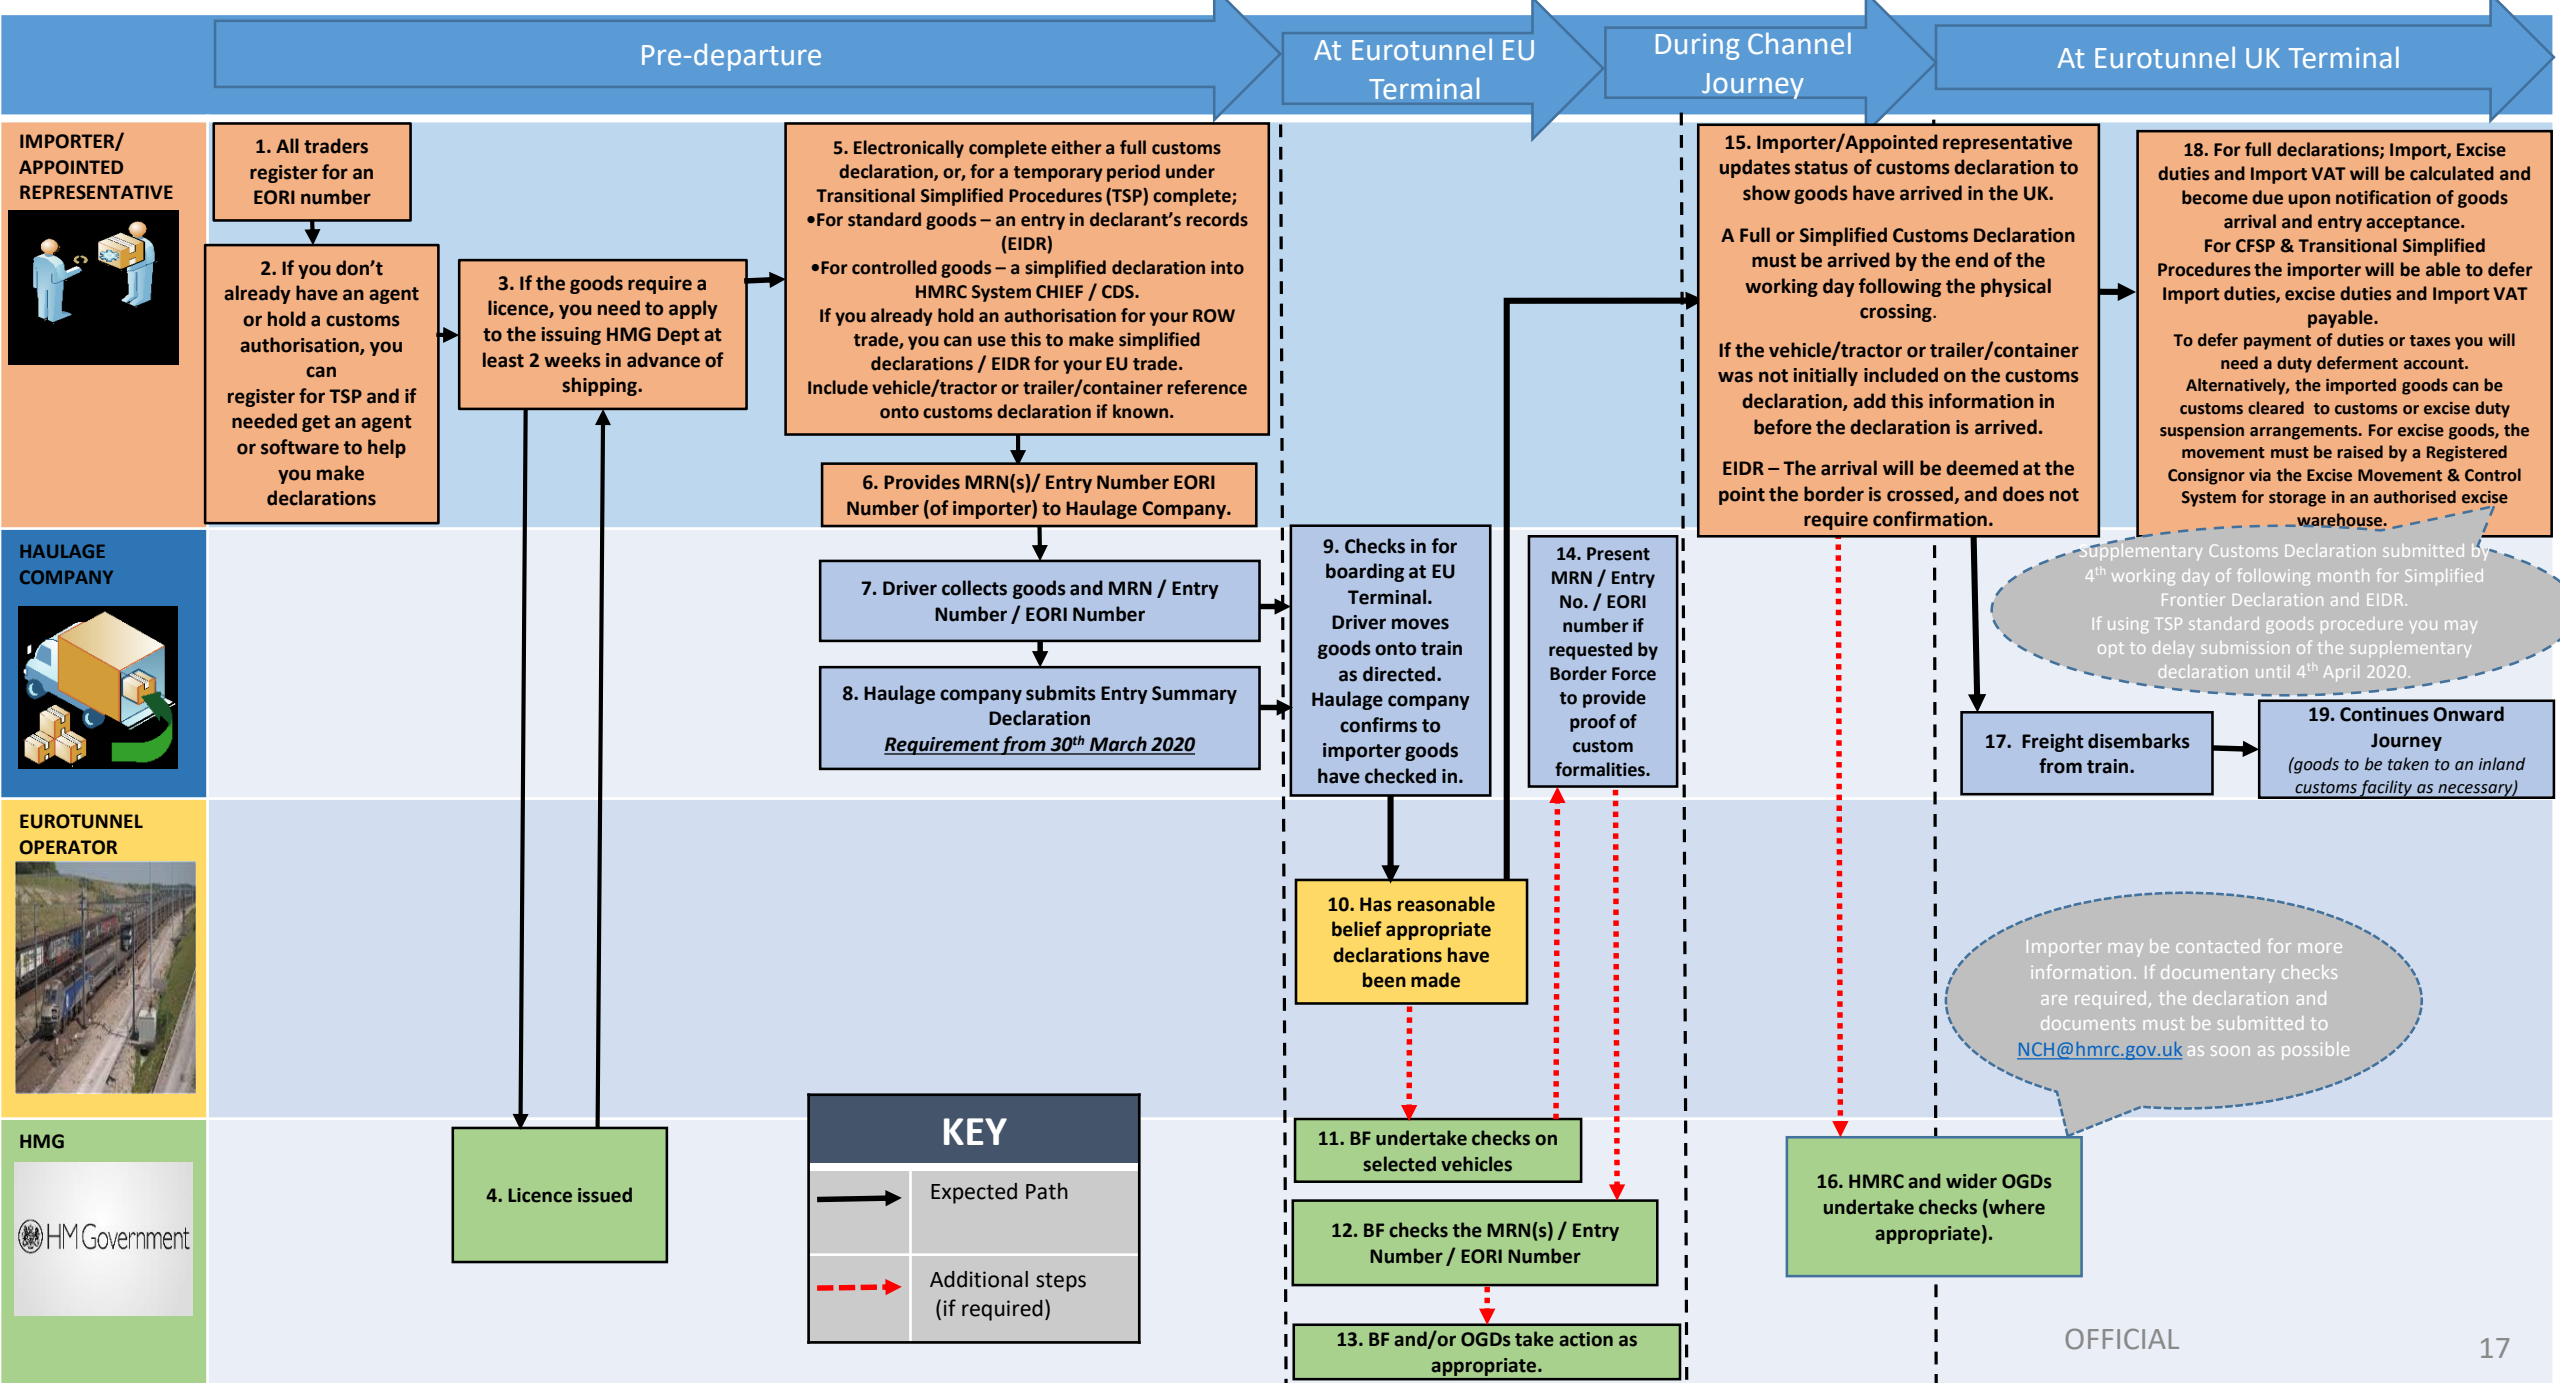 Pre-departure
At Eurotunnel EU
Terminal
During Channel
Journey
At Eurotunnel UK Terminal
IMPORTER/
APPOINTED
REPRESENTATIVE
1. All traders
register for an
EORI number
2. If you don't
already have an agent
or hold a customs
authorisation, you
can
register for TSP and if
needed get an agent
or software to help
you make
declarations
3. If the goods require a
licence, you need to apply
to the issuing HMG Dept at
least 2 weeks in advance of
shipping.
5. Electronically complete either a full customs
declaration, or, for a temporary period under
Transitional Simplified Procedures (TSP) complete;
•For standard goods – an entry in declarant's records
(EIDR)
•For controlled goods – a simplified declaration into
HMRC System CHIEF / CDS.
If you already hold an authorisation for your ROW
trade, you can use this to make simplified
declarations / EIDR for your EU trade.
Include vehicle/tractor or trailer/container reference
onto customs declaration if known.
6. Provides MRN(s)/ Entry Number EORI
Number (of importer) to Haulage Company.
15. Importer/Appointed representative
updates status of customs declaration to
show goods have arrived in the UK.
A Full or Simplified Customs Declaration
must be arrived by the end of the
working day following the physical
crossing.
If the vehicle/tractor or trailer/container
was not initially included on the customs
declaration, add this information in
before the declaration is arrived.
EIDR – The arrival will be deemed at the
point the border is crossed, and does not
require confirmation.
18. For full declarations; Import, Excise
duties and Import VAT will be calculated and
become due upon notification of goods
arrival and entry acceptance.
For CFSP & Transitional Simplified
Procedures the importer will be able to defer
Import duties, excise duties and Import VAT
payable.
To defer payment of duties or taxes you will
need a duty deferment account.
Alternatively, the imported goods can be
customs cleared to customs or excise duty
suspension arrangements. For excise goods, the
movement must be raised by a Registered
Consignor via the Excise Movement & Control
System for storage in an authorised excise
warehouse.
HAULAGE
COMPANY
7. Driver collects goods and MRN / Entry
Number / EORI Number
8. Haulage company submits Entry Summary
Declaration
Requirement from 30th March 2020
9. Checks in for
boarding at EU
Terminal.
Driver moves
goods onto train
as directed.
Haulage company
confirms to
importer goods
have checked in.
14. Present
MRN / Entry
No. / EORI
number if
requested by
Border Force
to provide
proof of
custom
formalities.
Supplementary Customs Declaration submitted by
4th working day of following month for Simplified
Frontier Declaration and EIDR.
If using TSP standard goods procedure you may
opt to delay submission of the supplementary
declaration until 4th April 2020.
17. Freight disembarks
from train.
19. Continues Onward
Journey
(goods to be taken to an inland
customs facility as necessary)
EUROTUNNEL
OPERATOR
10. Has reasonable
belief appropriate
declarations have
been made
Importer may be contacted for more
information. If documentary checks
are required, the declaration and
documents must be submitted to
NCH@hmrc.gov.uk as soon as possible
HMG
HM Government
4. Licence issued
KEY
Expected Path
Additional steps
(if required)
11. BF undertake checks on
selected vehicles
12. BF checks the MRN(s) / Entry
Number / EORI Number
13. BF and/or OGDs take action as
appropriate.
16. HMRC and wider OGDs
undertake checks (where
appropriate).
OFFICIAL
17